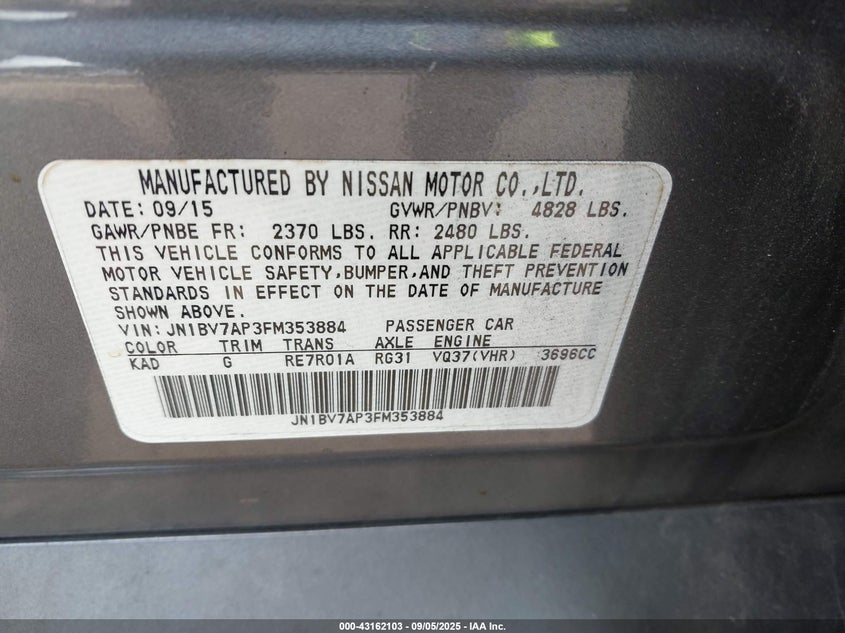 MANUFACTURED BY NISSAN MOTOR CO.,LTD.
DATE: 09/15 GVWR/PNBV: 4828 LBS.
GAWR/PNBE FR: 2370 LBS. RR: 2480 LBS.
THIS VEHICLE CONFORMS TO ALL APPLICABLE FEDERAL
MOTOR VEHICLE SAFETY,BUMPER,AND THEFT PREVENTION
STANDARDS IN EFFECT ON THE DATE OF MANUFACTURE
SHOWN ABOVE.
VIN: JN1BV7AP3FM353884 PASSENGER CAR
COLOR TRIM TRANS AXLE ENGINE
KAD G RE7R01A RG31 VQ37(VHR) 3696CC
JN1BV7AP3FM353884
000-43162103 - 09/05/2025 - IAA Inc.